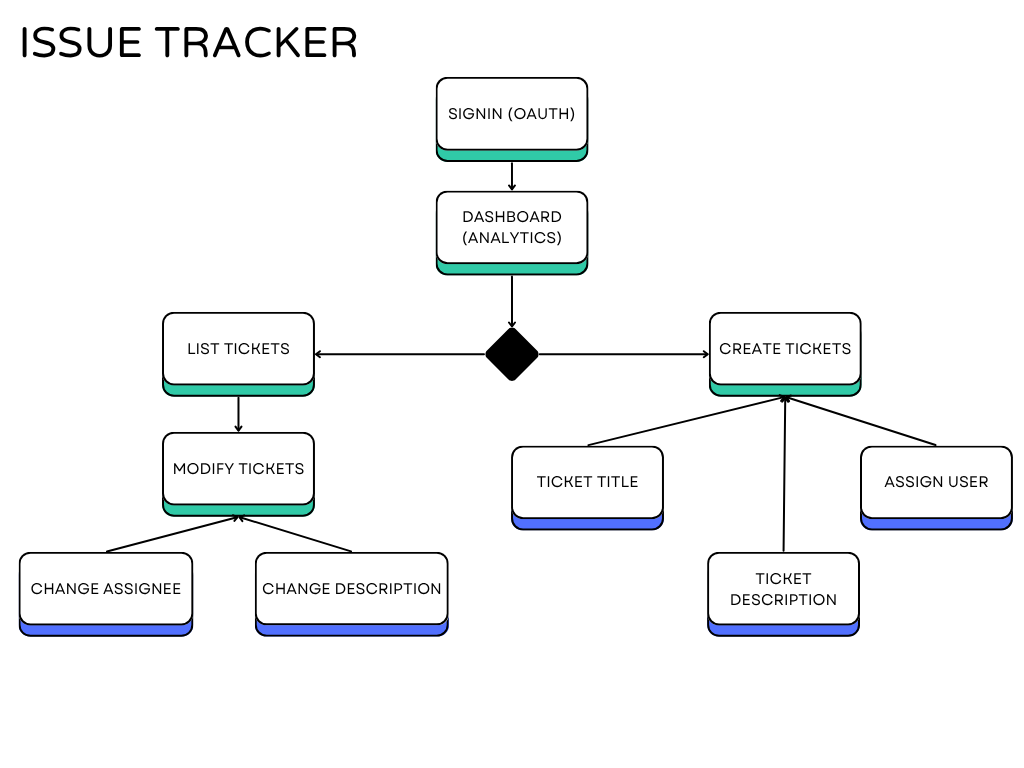 ISSUE TRACKER
SIGNIN (OAUTH)
DASHBOARD
(ANALYTICS)
LIST TICKETS
CREATE TICKETS
MODIFY TICKETS
TICKET TITLE
ASSIGN USER
CHANGE ASSIGNEE
CHANGE DESCRIPTION
TICKET
DESCRIPTION